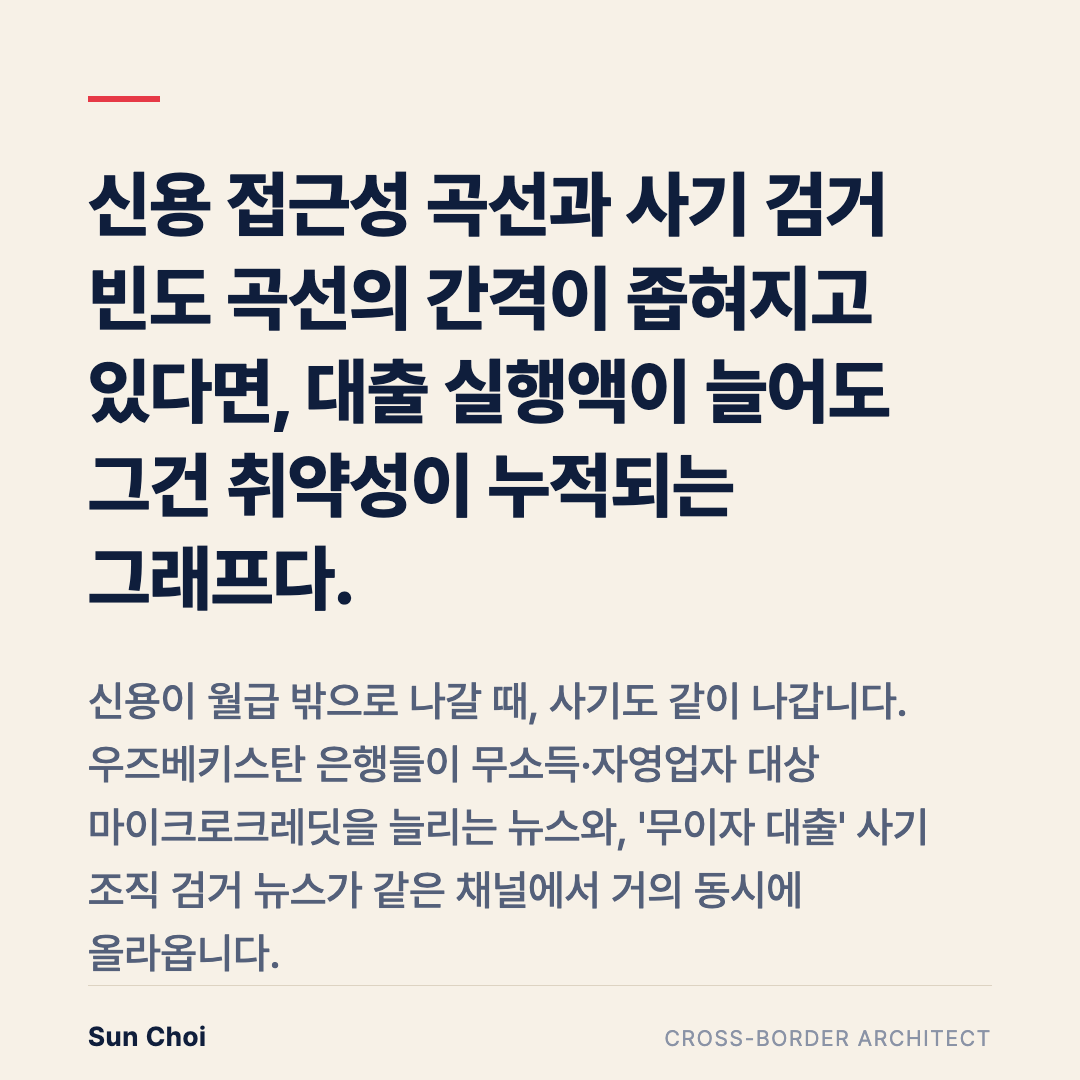 신용 접근성 곡선과 사기 검거
빈도 곡선의 간격이 좁혀지고
있다면, 대출 실행액이 늘어도
그건 취약성이 누적되는
그래프다.
신용이 월급 밖으로 나갈 때, 사기도 같이 나갑니다.
우즈베키스탄 은행들이 무소득·자영업자 대상
마이크로크레딧을 늘리는 뉴스와, '무이자 대출' 사기
조직 검거 뉴스가 같은 채널에서 거의 동시에
올라옵니다.
Sun Choi
CROSS-BORDER ARCHITECT